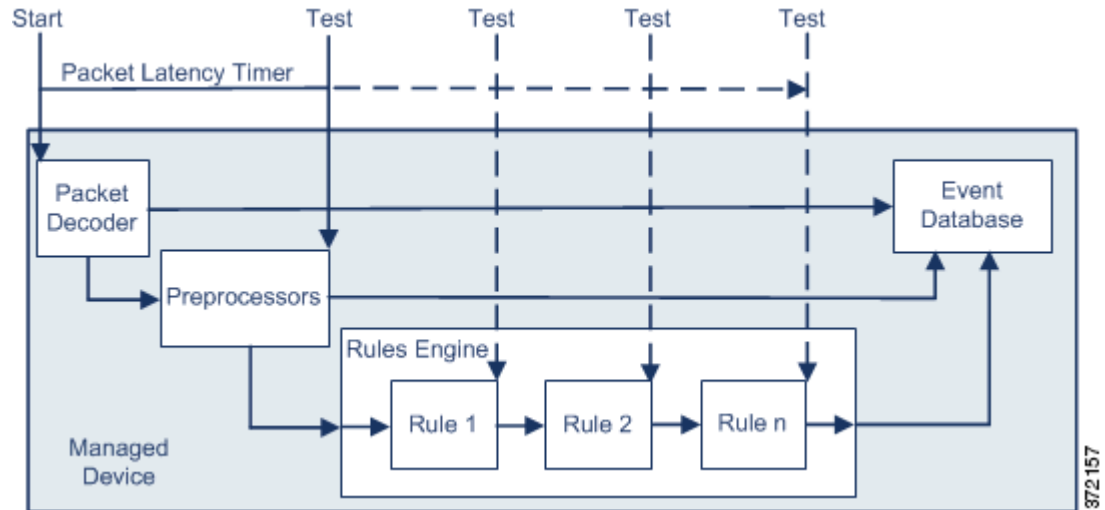 Start
Test
Test
Test
Test
Packet Latency Timer
Packet
Decoder
Event
Database
Preprocessors
Rules Engine
Rule 1
Rule 2
Rule n
Managed
Device
372157